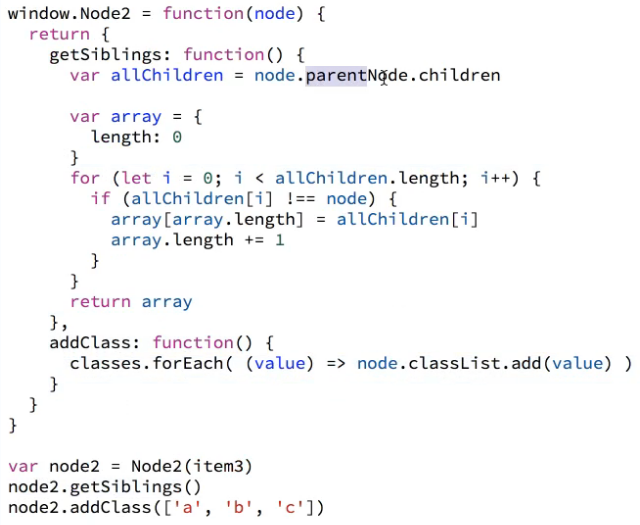 window.Node2 = function(node) {
  return {
    getSiblings: function() {
      var allChildren = node.parentNode.children

      var array = {
        length: 0
      }
      for (let i = 0; i < allChildren.length; i++) {
        if (allChildren[i] !== node) {
          array[array.length] = allChildren[i]
          array.length += 1
        }
      }
      return array
    },
    addClass: function() {
      classes.forEach( (value) => node.classList.add(value) )
    }
  }
}

var node2 = Node2(item3)
node2.getSiblings()
node2.addClass(['a', 'b', 'c'])